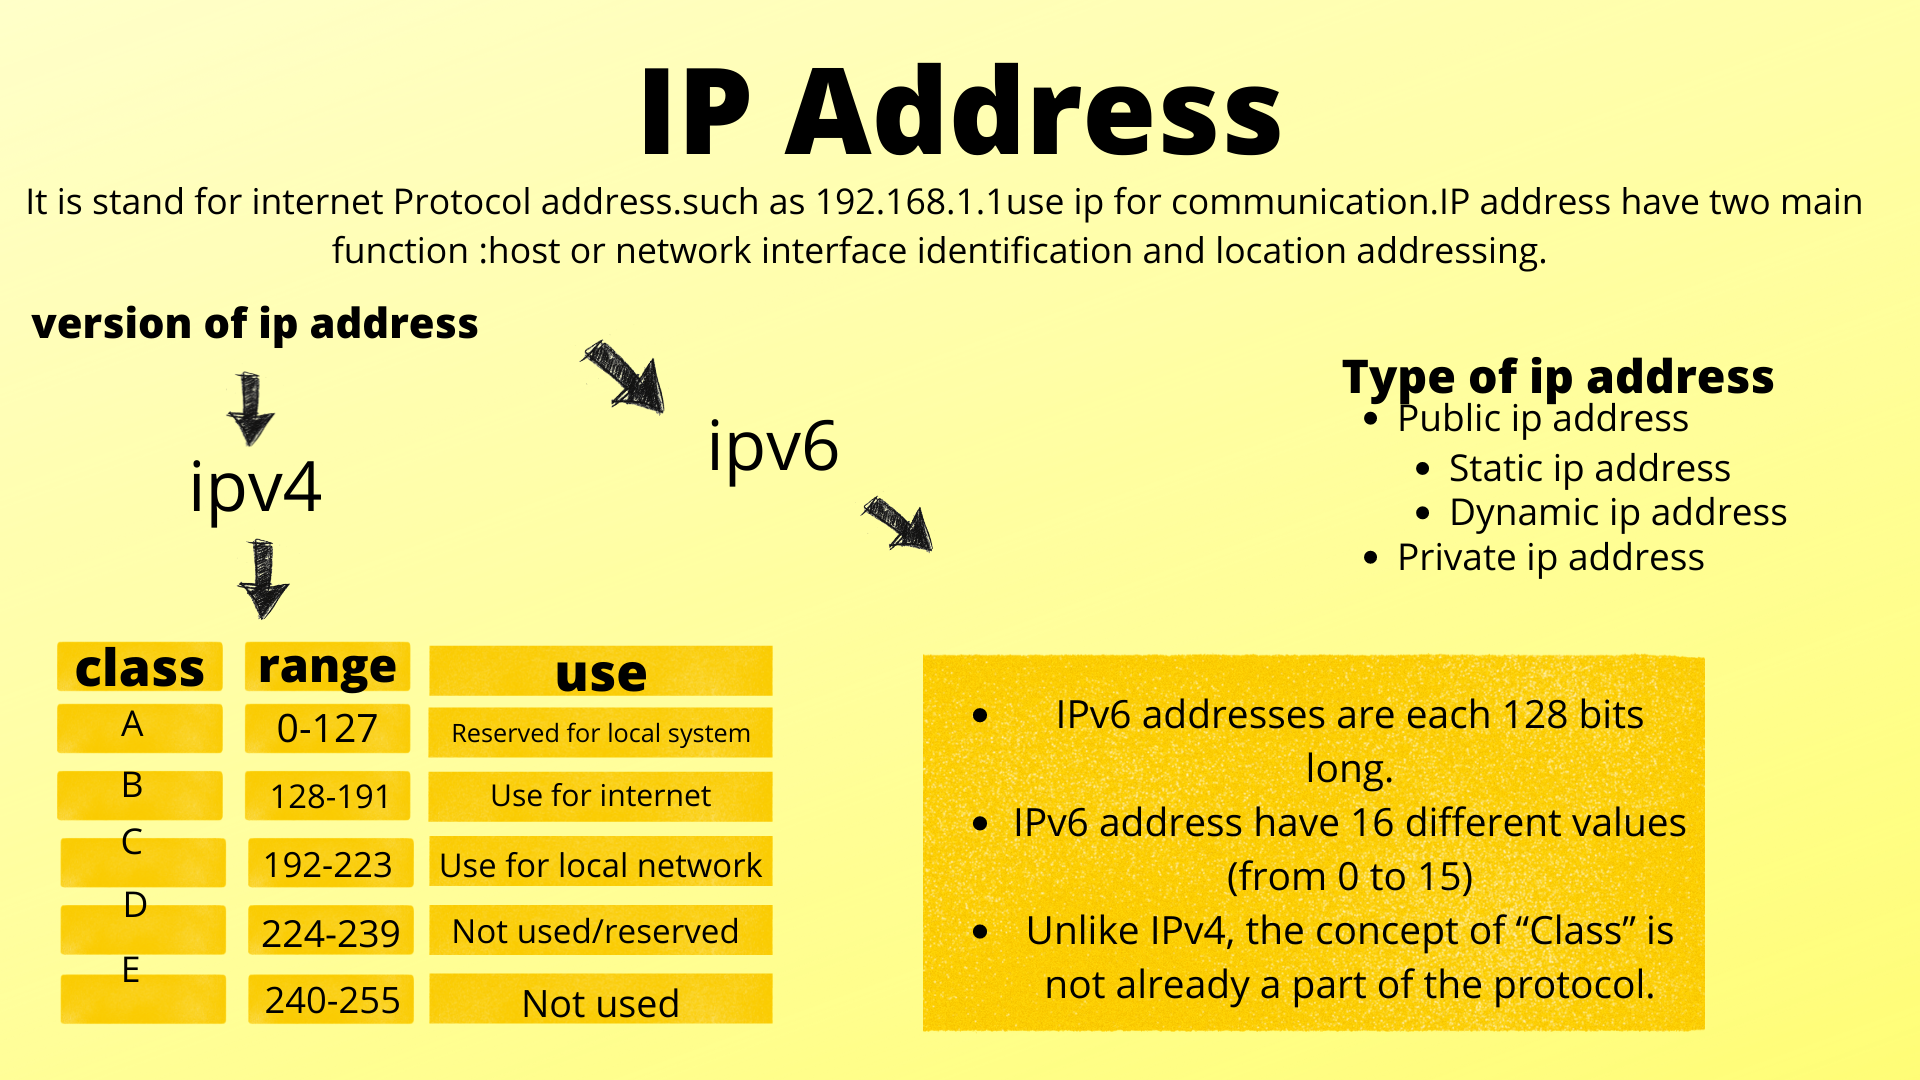 IP Address
It is stand for internet Protocol address.such as 192.168.1.1use ip for communication.IP address have two main
function :host or network interface identification and location addressing.
version of ip address
ipv4
ipv6
Type of ip address
• Public ip address
• Static ip address
• Dynamic ip address
• Private ip address
class range use
A 0-127 Reserved for local system
B 128-191 Use for internet
C 192-223 Use for local network
D 224-239 Not used/reserved
E 240-255 Not used
• IPv6 addresses are each 128 bits
long.
• IPv6 address have 16 different values
(from 0 to 15)
• Unlike IPv4, the concept of “Class” is
not already a part of the protocol.